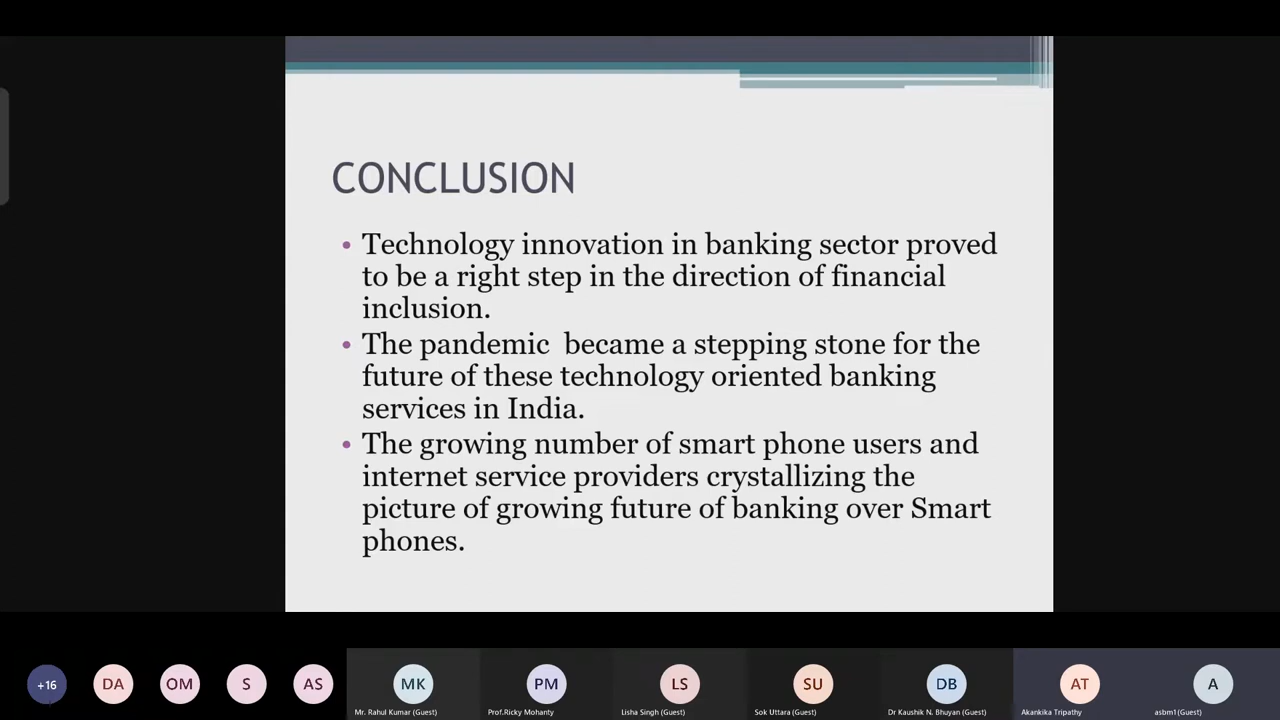 CONCLUSION
• Technology innovation in banking sector proved
to be a right step in the direction of financial
inclusion.
• The pandemic  became a stepping stone for the
future of these technology oriented banking
services in India.
• The growing number of smart phone users and
internet service providers crystallizing the
picture of growing future of banking over Smart
phones.
+16 DA OM S AS MK PM LS SU DB AT A
Mr. Rahul Kumar (Guest) Prof.Ricky Mohanty Lisha Singh (Guest) Sok Uttara (Guest) Dr Kaushik N. Bhuyan (Guest) Akankika Tripathy asbm1(Guest)